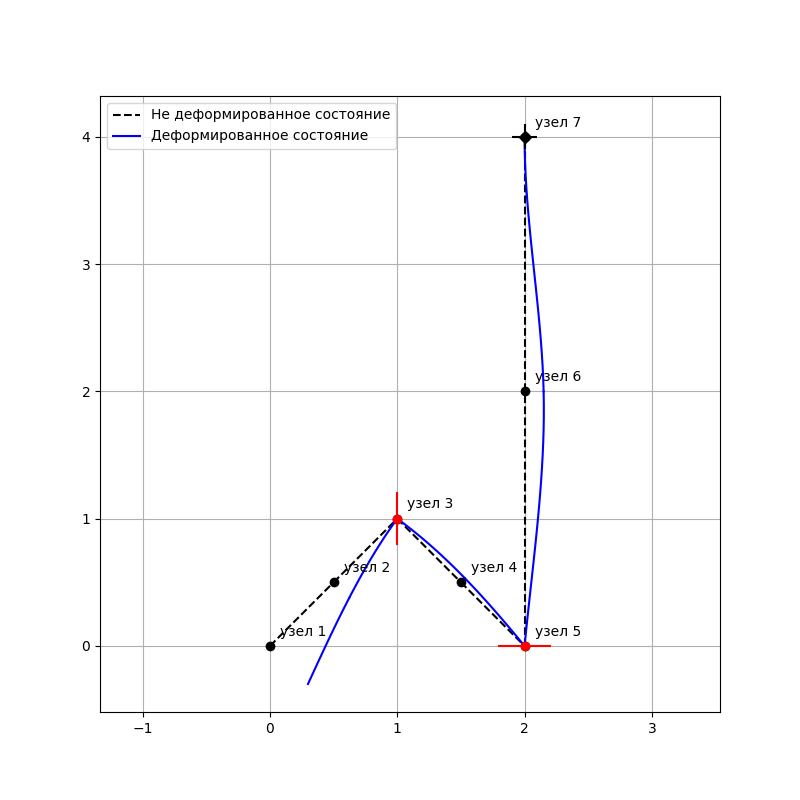 Не деформированное состояние
Деформированное состояние
узел 7
4
3
узел 6
2
узел 3
1
узел 2
узел 4
узел 1
узел 5
0
−1
0
1
2
3